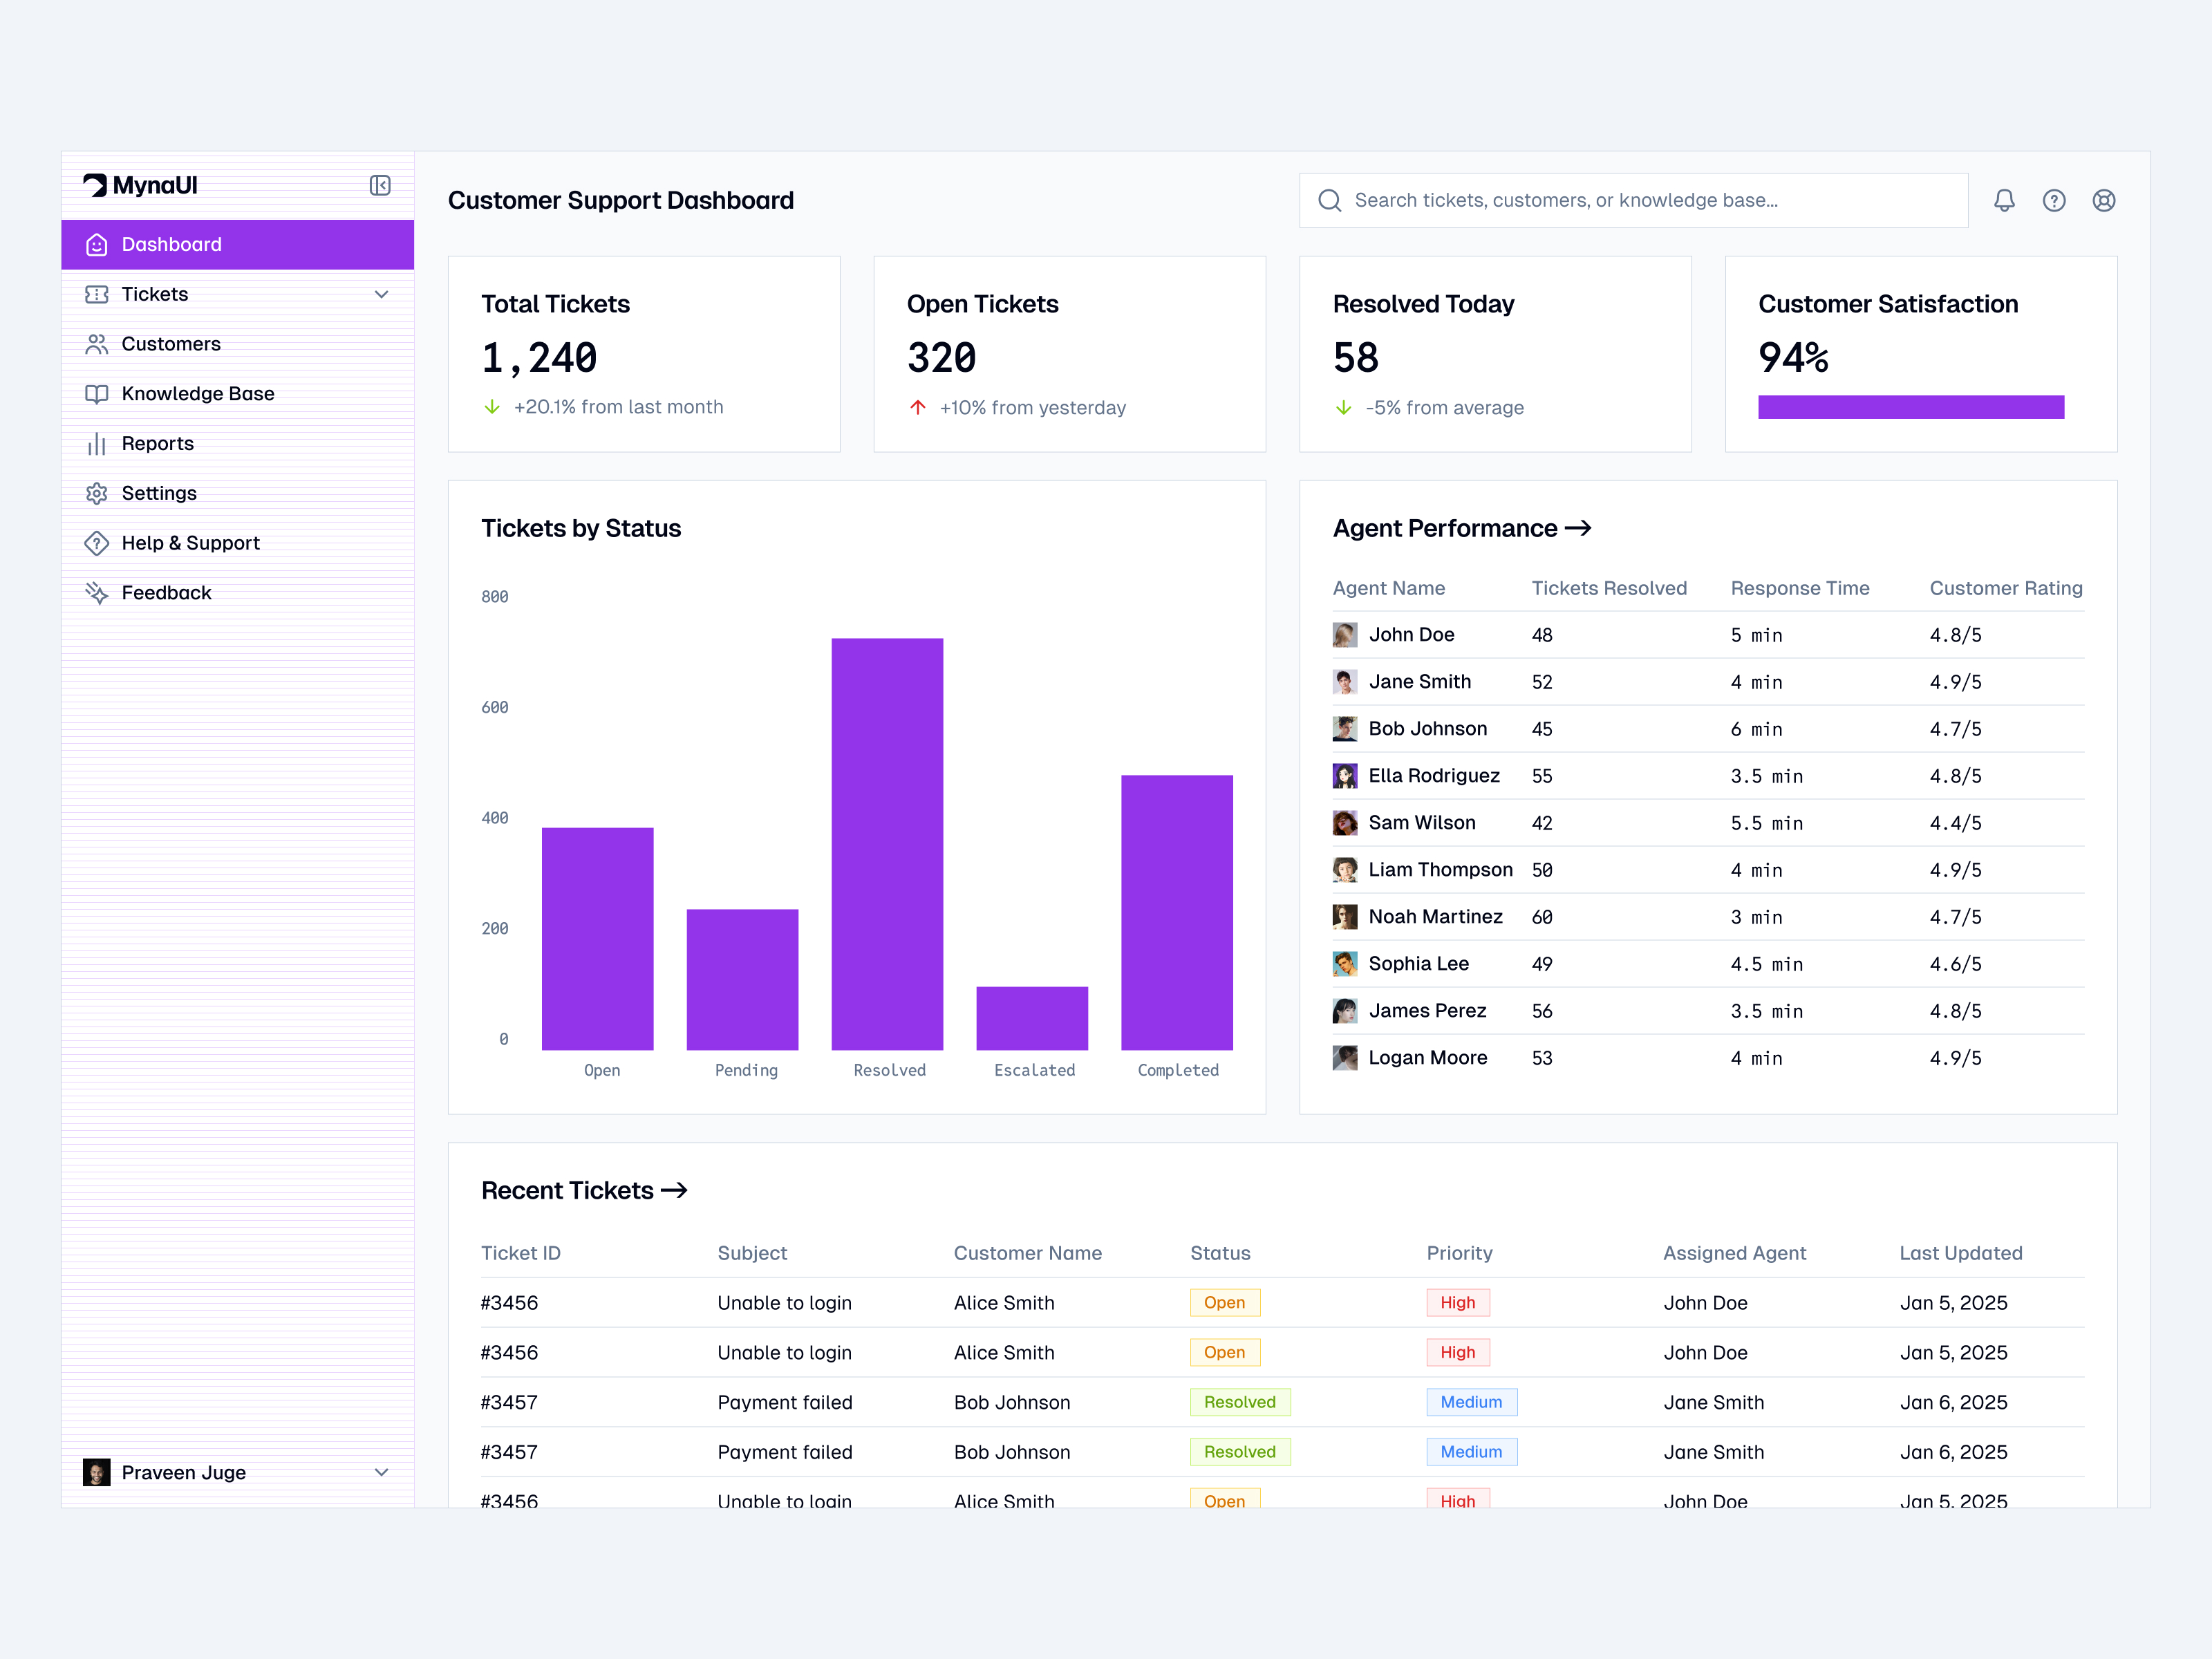 MynaUI
Dashboard
Tickets
Customers
Knowledge Base
Reports
Settings
Help & Support
Feedback
Praveen Juge
Customer Support Dashboard
Search tickets, customers, or knowledge base...
Total Tickets
1,240
+20.1% from last month
Open Tickets
320
+10% from yesterday
Resolved Today
58
-5% from average
Customer Satisfaction
94%
Tickets by Status
800
600
400
200
0
Open Pending Resolved Escalated Completed
Agent Performance →
Agent Name Tickets Resolved Response Time Customer Rating
John Doe 48 5 min 4.8/5
Jane Smith 52 4 min 4.9/5
Bob Johnson 45 6 min 4.7/5
Ella Rodriguez 55 3.5 min 4.8/5
Sam Wilson 42 5.5 min 4.4/5
Liam Thompson 50 4 min 4.9/5
Noah Martinez 60 3 min 4.7/5
Sophia Lee 49 4.5 min 4.6/5
James Perez 56 3.5 min 4.8/5
Logan Moore 53 4 min 4.9/5
Recent Tickets →
Ticket ID Subject Customer Name Status Priority Assigned Agent Last Updated
#3456 Unable to login Alice Smith Open High John Doe Jan 5, 2025
#3456 Unable to login Alice Smith Open High John Doe Jan 5, 2025
#3457 Payment failed Bob Johnson Resolved Medium Jane Smith Jan 6, 2025
#3457 Payment failed Bob Johnson Resolved Medium Jane Smith Jan 6, 2025
#3456 Unable to login Alice Smith Open High John Doe Jan 5, 2025